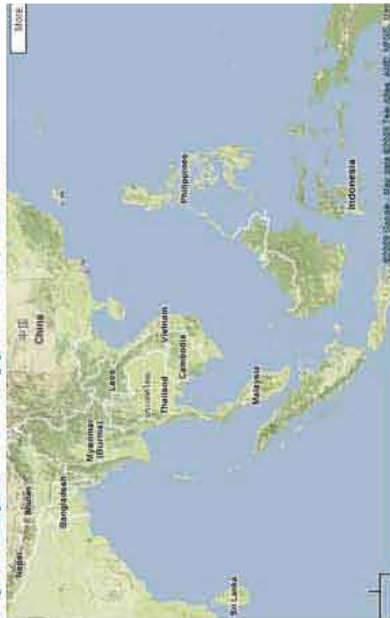 More
Nepal
Bhutan
Bangladesh
中国
China
Myanmar
(Burma)
Laos
Thailand
Vietnam
Cambodia
Philippines
Malaysia
Sri Lanka
Indonesia